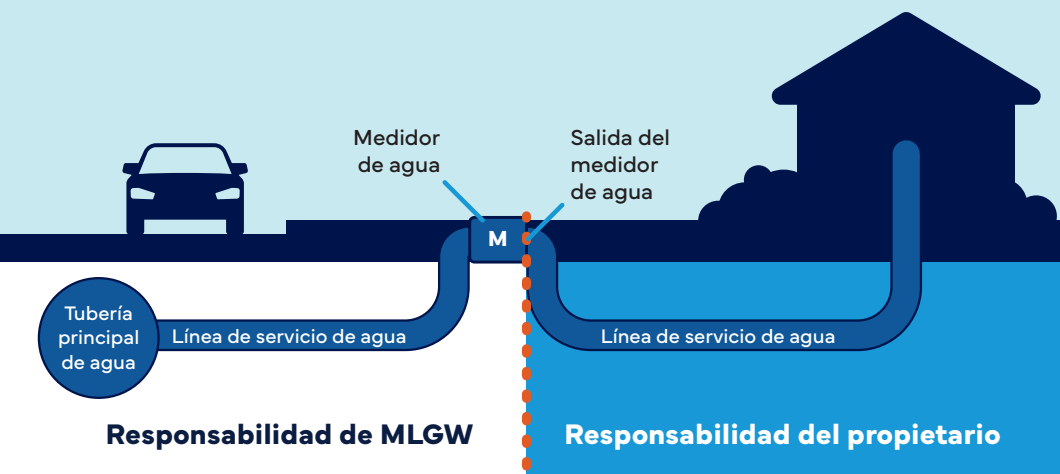 Medidor
de agua
Salida del
medidor
de agua
M
Tubería
principal
de agua
Línea de servicio de agua
Línea de servicio de agua
Responsabilidad de MLGW
Responsabilidad del propietario